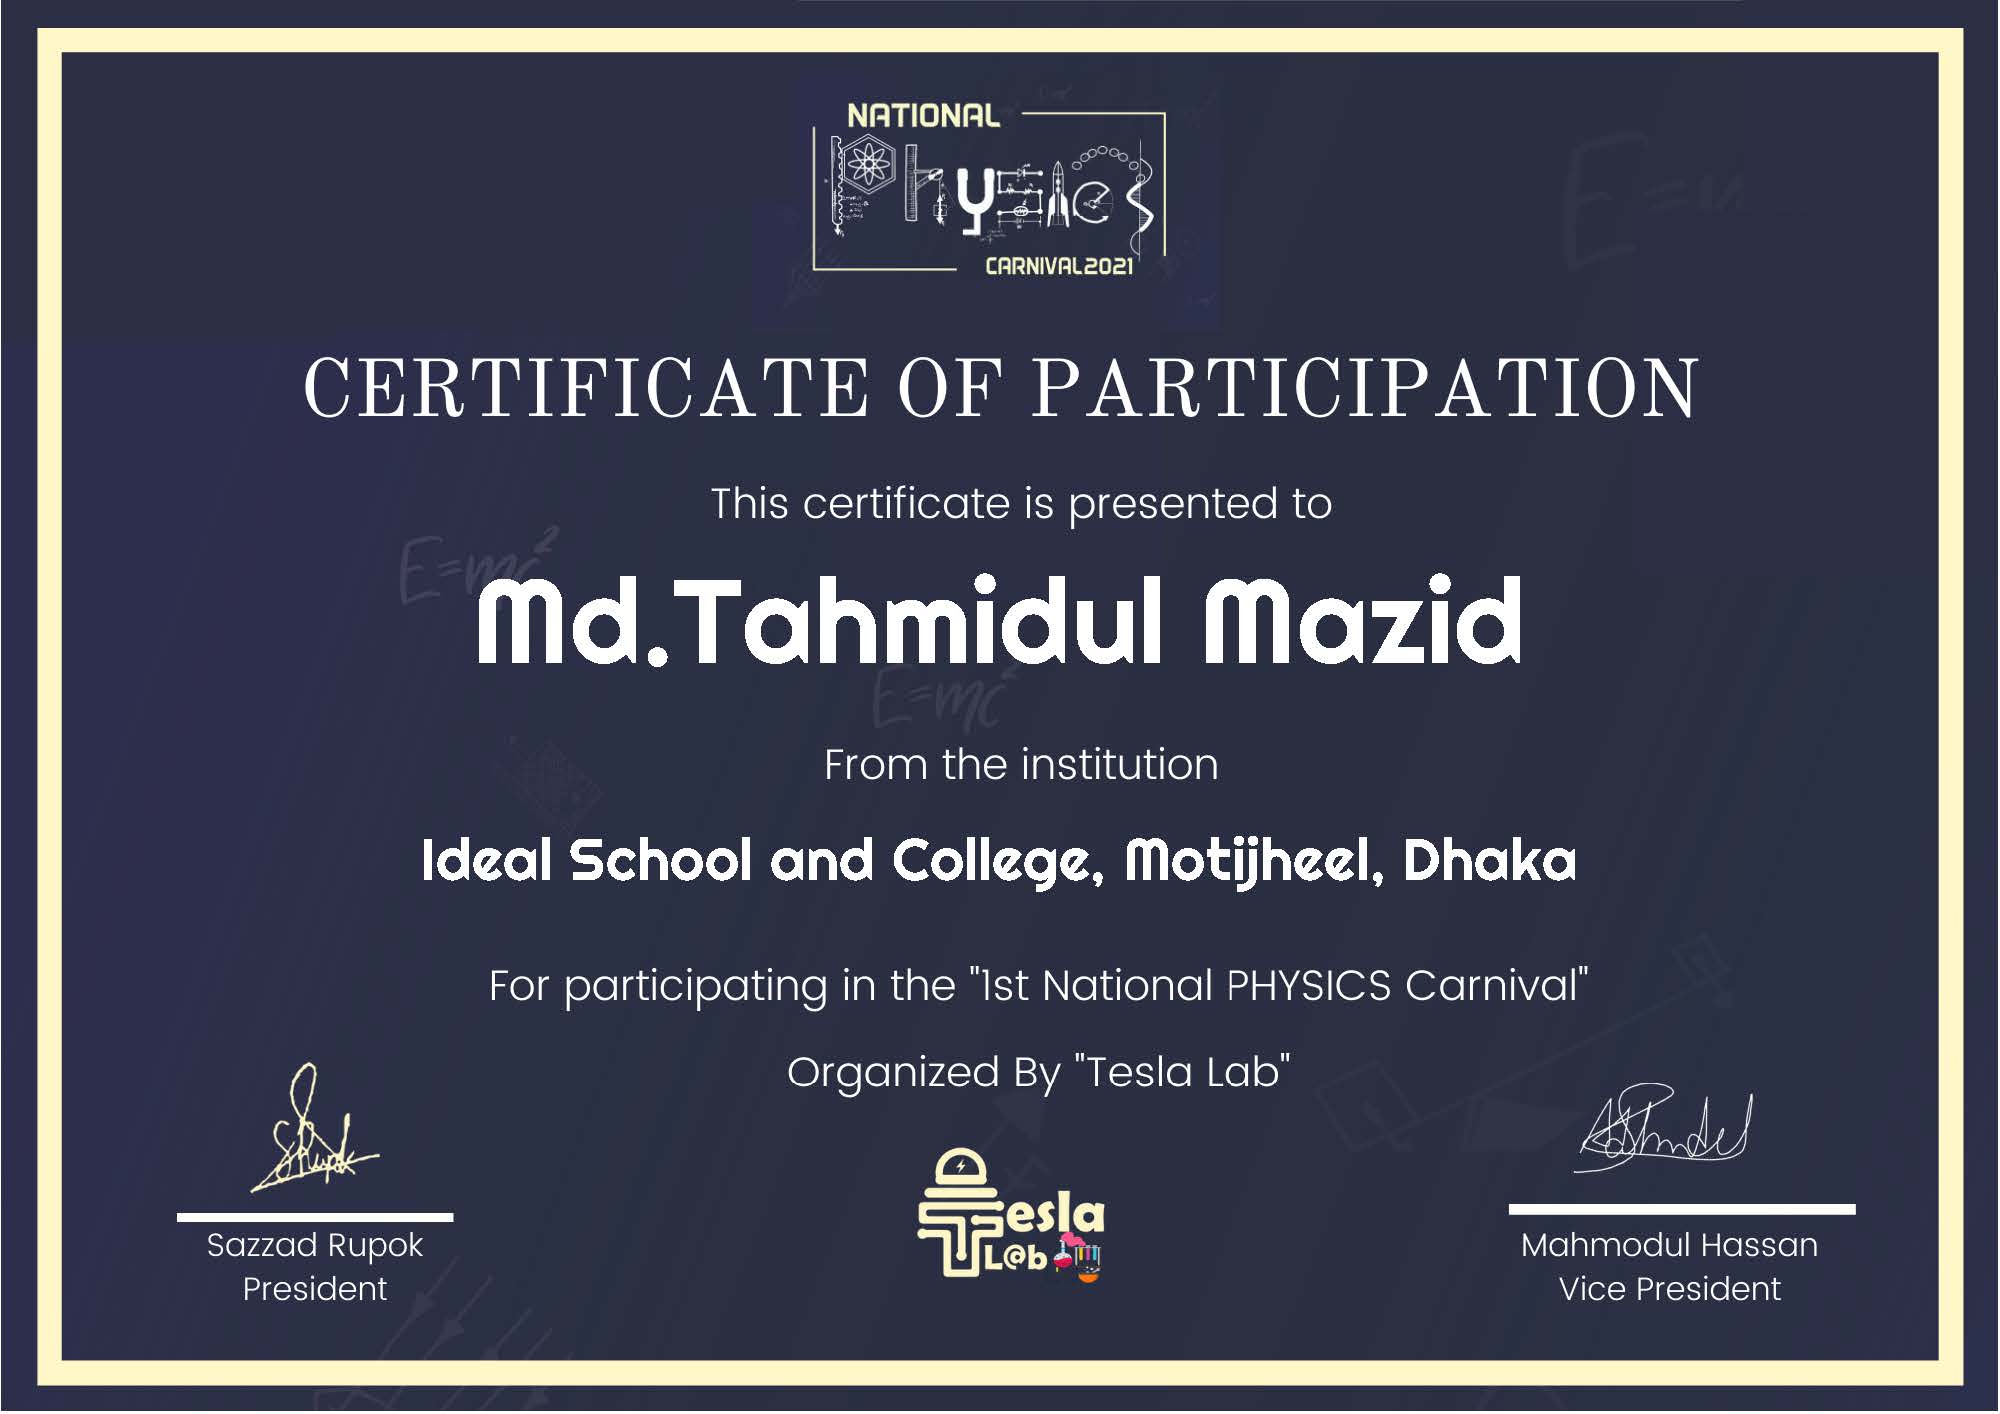 NATIONAL
Physics
CARNIVAL2021
CERTIFICATE OF PARTICIPATION
This certificate is presented to
E=mc²
Md.Tahmidul Mazid
E=mc²
From the institution
Ideal School and College, Motijheel, Dhaka
For participating in the "1st National PHYSICS Carnival"
Organized By "Tesla Lab"
Tesla
L@b
Sazzad Rupok
President
Mahmodul Hassan
Vice President